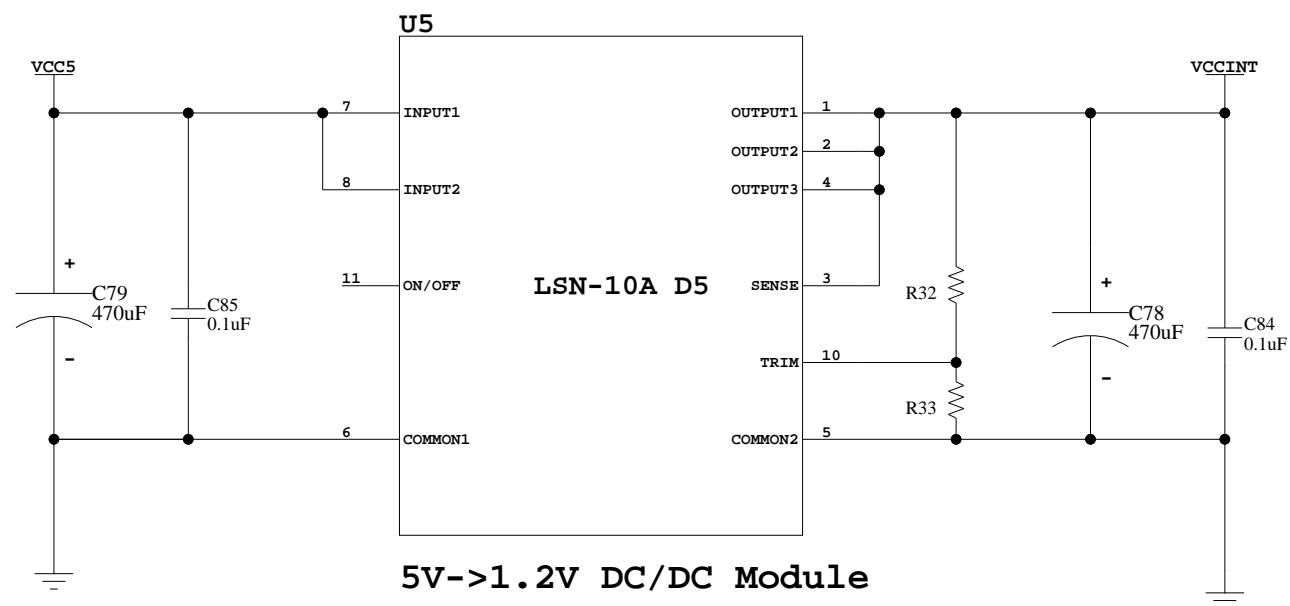 U5
VCC5
VCCINT
7
INPUT1
OUTPUT1
1
OUTPUT2
2
8
INPUT2
OUTPUT3
4
+
11
ON/OFF
LSN-10A D5
SENSE
3
+
C79
470uF
C85
0.1uF
R32
C78
470uF
C84
0.1uF
-
TRIM
10
-
R33
6
COMMON1
COMMON2
5
5V->1.2V DC/DC Module